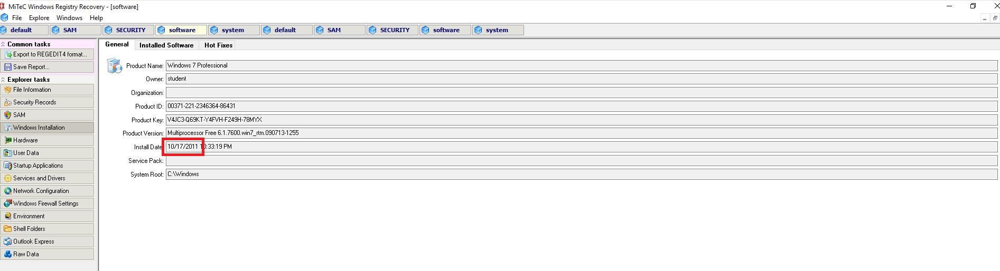 MiTeC Windows Registry Recovery - [software]
File Explore Windows Help
default SAM SECURITY software system default SAM SECURITY software system
Common tasks
Export to REGEDIT4 format...
Save Report...
Explorer tasks
File Information
Security Records
SAM
Windows Installation
Hardware
User Data
Startup Applications
Services and Drivers
Network Configuration
Windows Firewall Settings
Environment
Shell Folders
Outlook Express
Raw Data
General Installed Software Hot Fixes
Product Name: Windows 7 Professional
Owner: student
Organization:
Product ID: 00371-221-2346364-86431
Product Key: V4JC3-Q69KT-Y4FVH-F249H-78MYX
Product Version: Multiprocessor Free 6.1.7600.win7_rtm.090713-1255
Install Date 10/17/2011 10:33:19 PM
Service Pack:
System Root: C:\Windows